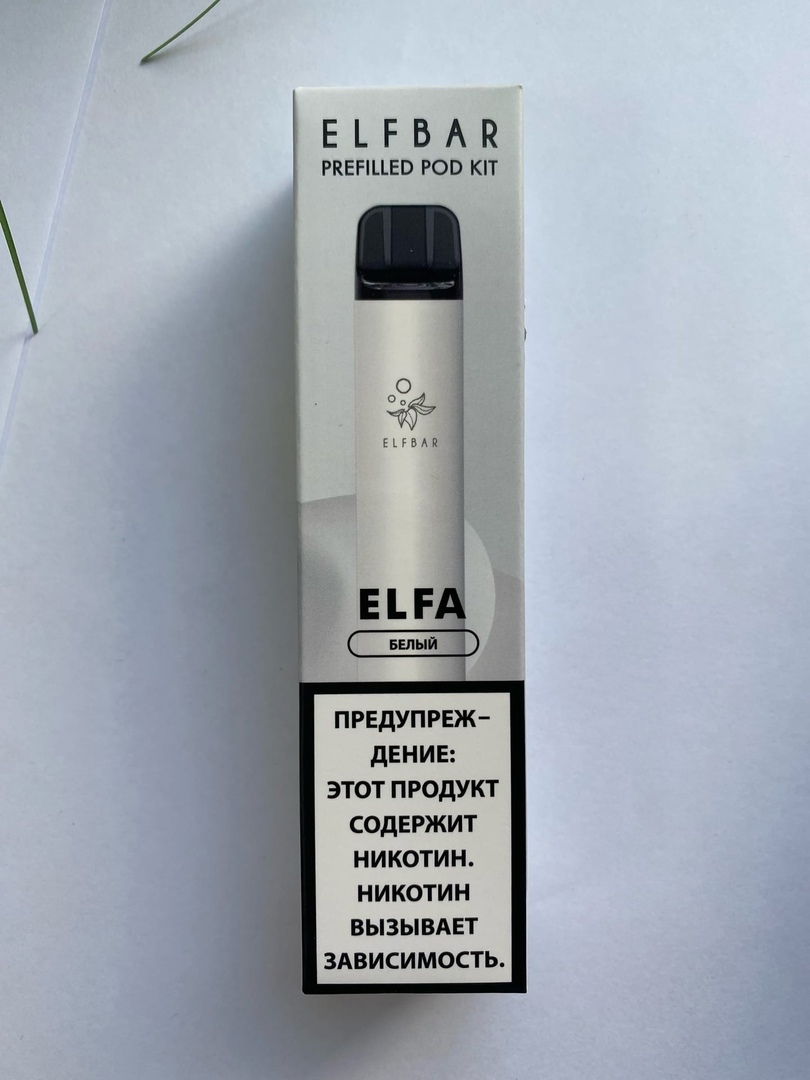 ELFBAR
PREFILLED POD KIT
ELFBAR
ELFA
БЕЛЫЙ
ПРЕДУПРЕЖ-
ДЕНИЕ:
ЭТОТ ПРОДУКТ
СОДЕРЖИТ
НИКОТИН.
НИКОТИН
ВЫЗЫВАЕТ
ЗАВИСИМОСТЬ.